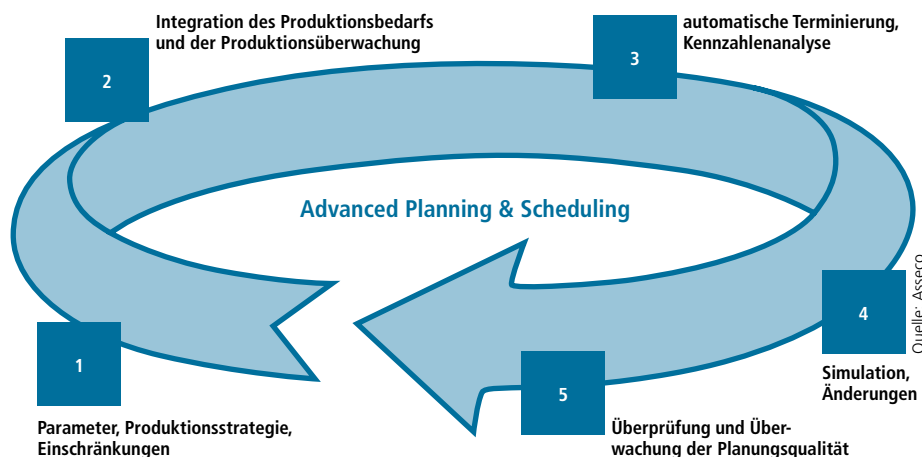 Integration des Produktionsbedarfs
und der Produktionsüberwachung
2
automatische Terminierung,
Kennzahlenanalyse
3
Advanced Planning & Scheduling
1
Parameter, Produktionsstrategie,
Einschränkungen
4
Simulation,
Änderungen
5
Überprüfung und Über-
wachung der Planungsqualität
Quelle: Asseco